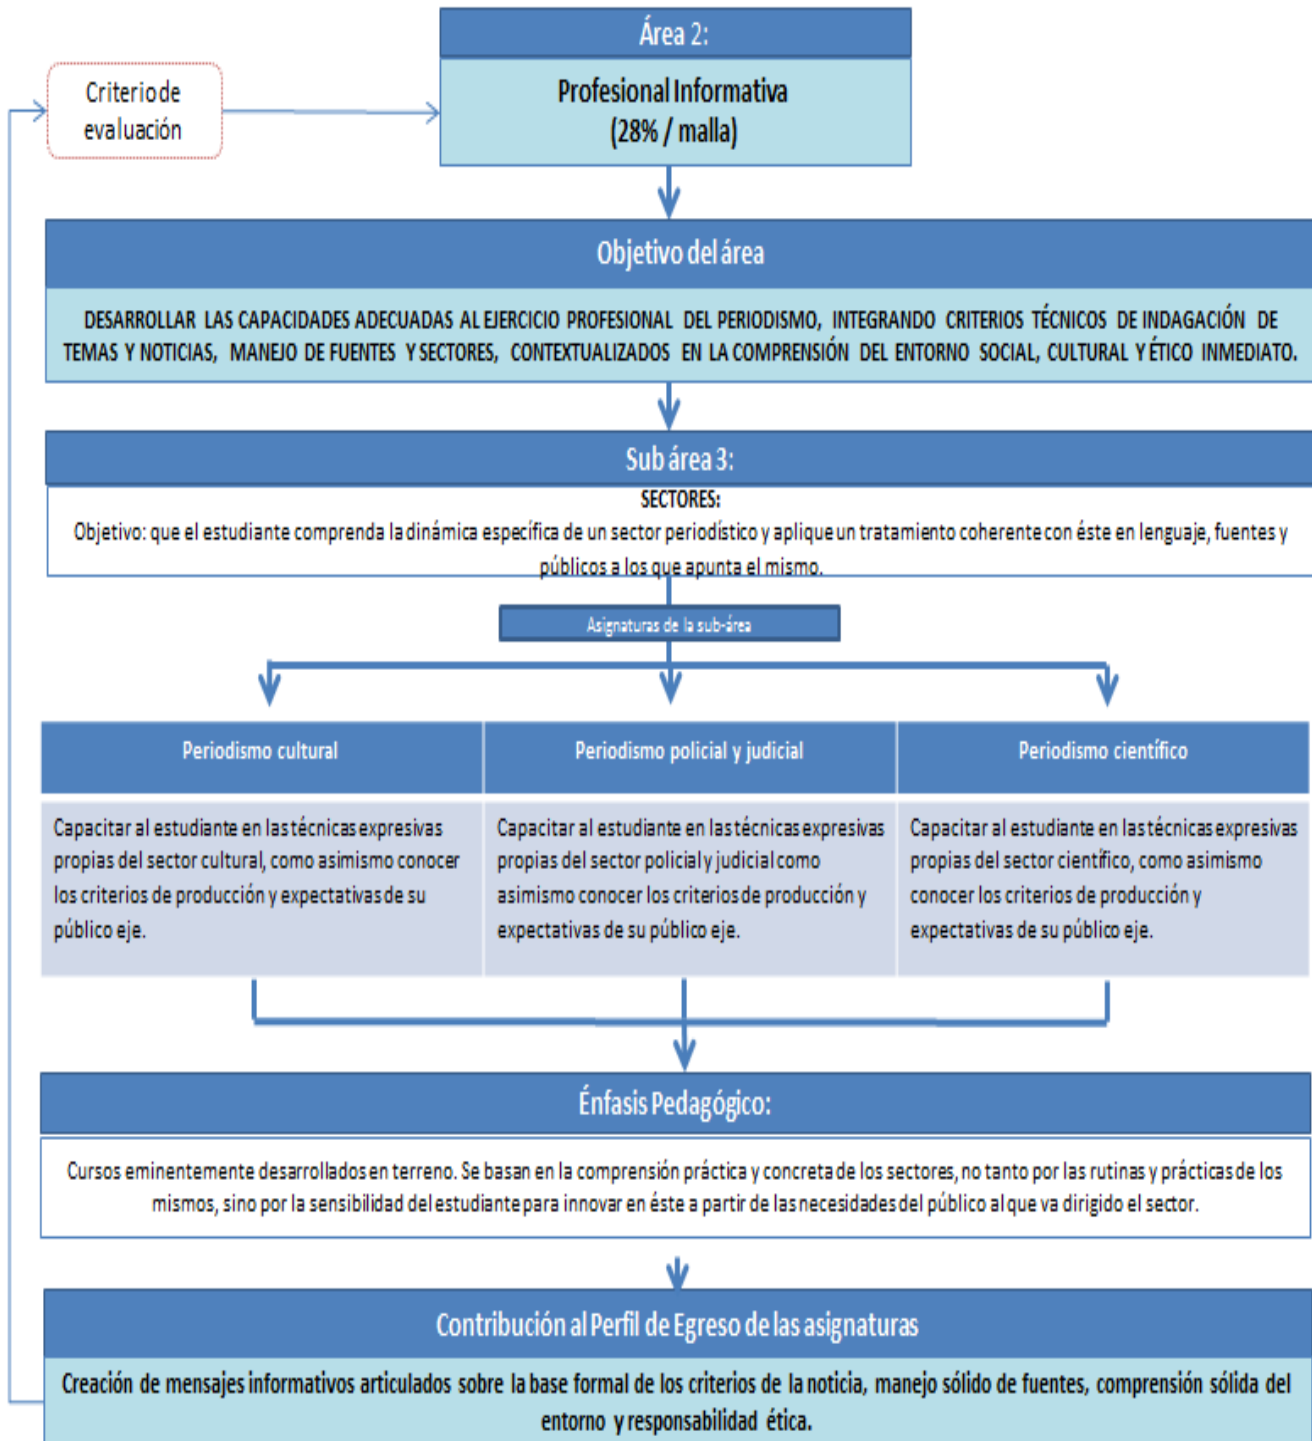 Área 2:
Criterio de
evaluación
Profesional Informativa
(28% / malla)
Objetivo del área
DESARROLLAR LAS CAPACIDADES ADECUADAS AL EJERCICIO PROFESIONAL DEL PERIODISMO, INTEGRANDO CRITERIOS TÉCNICOS DE INDAGACIÓN DE
TEMAS Y NOTICIAS, MANEJO DE FUENTES Y SECTORES, CONTEXTUALIZADOS EN LA COMPRENSIÓN DEL ENTORNO SOCIAL, CULTURAL Y ÉTICO INMEDIATO.
Sub área 3:
SECTORES:
Objetivo: que el estudiante comprenda la dinámica específica de un sector periodístico y aplique un tratamiento coherente con éste en lenguaje, fuentes y
públicos a los que apunta el mismo.
Asignaturas de la sub-área
Periodismo cultural
Capacitar al estudiante en las técnicas expresivas
propias del sector cultural, como asimismo conocer
los criterios de producción y expectativas de su
público eje.
Periodismo policial y judicial
Capacitar al estudiante en las técnicas expresivas
propias del sector policial y judicial como
asimismo conocer los criterios de producción y
expectativas de su público eje.
Periodismo científico
Capacitar al estudiante en las técnicas expresivas
propias del sector científico, como asimismo
conocer los criterios de producción y
expectativas de su público eje.
Énfasis Pedagógico:
Cursos eminentemente desarrollados en terreno. Se basan en la comprensión práctica y concreta de los sectores, no tanto por las rutinas y prácticas de los
mismos, sino por la sensibilidad del estudiante para innovar en éste a partir de las necesidades del público al que va dirigido el sector.
Contribución al Perfil de Egreso de las asignaturas
Creación de mensajes informativos articulados sobre la base formal de los criterios de la noticia, manejo sólido de fuentes, comprensión sólida del
entorno y responsabilidad ética.